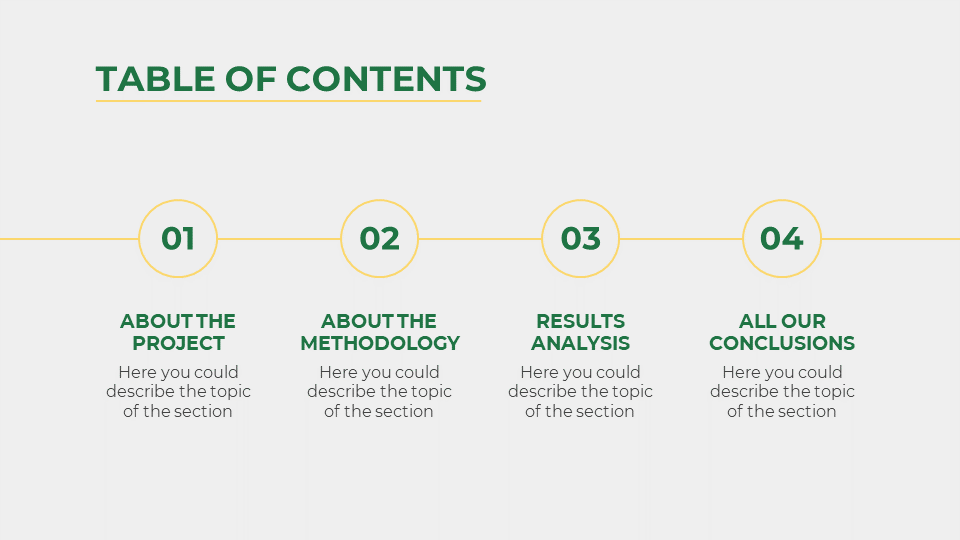 TABLE OF CONTENTS
01
ABOUT THE
PROJECT
Here you could
describe the topic
of the section
02
ABOUT THE
METHODOLOGY
Here you could
describe the topic
of the section
03
RESULTS
ANALYSIS
Here you could
describe the topic
of the section
04
ALL OUR
CONCLUSIONS
Here you could
describe the topic
of the section